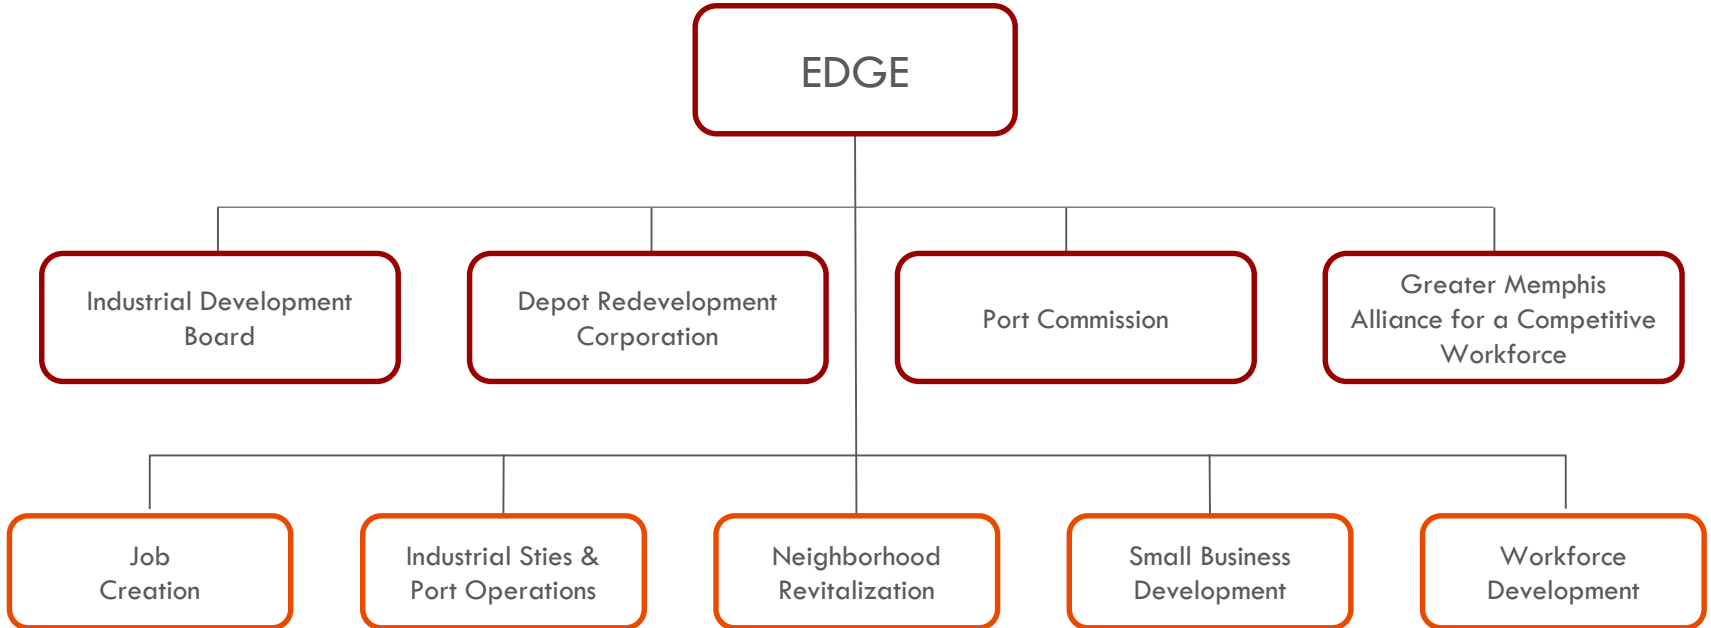 EDGE
Industrial Development
Board
Depot Redevelopment
Corporation
Port Commission
Greater Memphis
Alliance for a Competitive
Workforce
Job
Creation
Industrial Sties &
Port Operations
Neighborhood
Revitalization
Small Business
Development
Workforce
Development